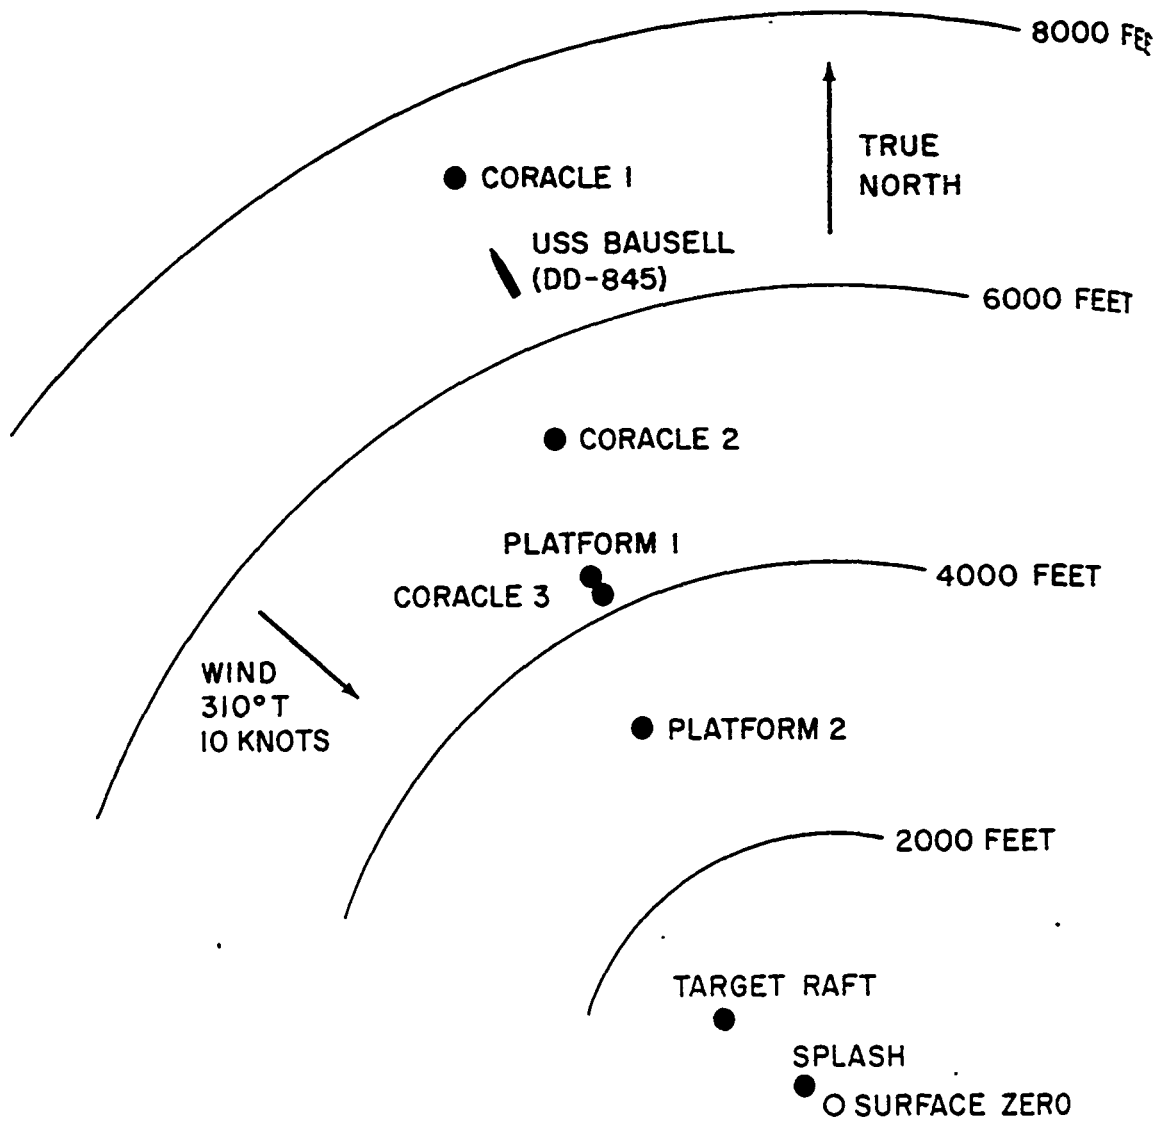 8000 FEE
TRUE
NORTH
CORACLE 1
USS BAUSELL
(DD-845)
6000 FEET
CORACLE 2
PLATFORM 1
4000 FEET
CORACLE 3
WIND
310°T
10 KNOTS
PLATFORM 2
2000 FEET
TARGET RAFT
SPLASH
SURFACE ZERO